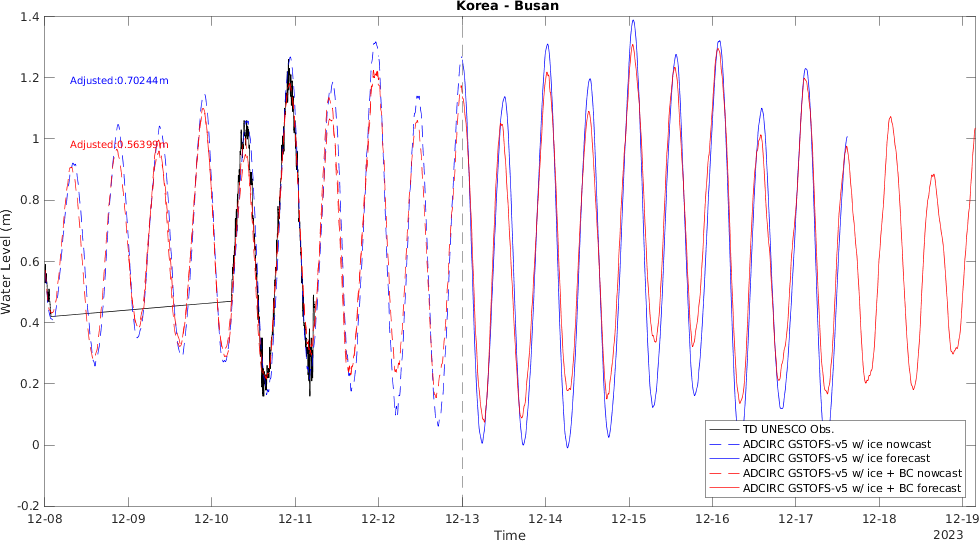 Korea - Busan
1.4
1.2
1
0.8
0.6
0.4
0.2
0
-0.2
Water Level (m)
Adjusted:0.70244m
Adjusted:0.56399m
TD UNESCO Obs.
ADCIRC GSTOFS-v5 w/ ice nowcast
ADCIRC GSTOFS-v5 w/ ice forecast
ADCIRC GSTOFS-v5 w/ ice + BC nowcast
ADCIRC GSTOFS-v5 w/ ice + BC forecast
12-08 12-09 12-10 12-11 12-12 12-13 12-14 12-15 12-16 12-17 12-18 12-19
Time
2023